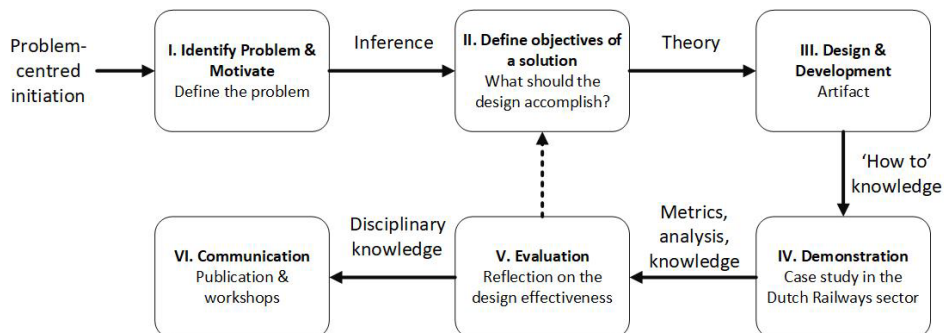 Problem-
centred
initiation
I. Identify Problem &
Motivate
Define the problem
Inference
II. Define objectives of
a solution
What should the
design accomplish?
Theory
III. Design &
Development
Artifact
‘How to’
knowledge
IV. Demonstration
Case study in the
Dutch Railways sector
Metrics,
analysis,
knowledge
V. Evaluation
Reflection on the
design effectiveness
Disciplinary
knowledge
VI. Communication
Publication &
workshops